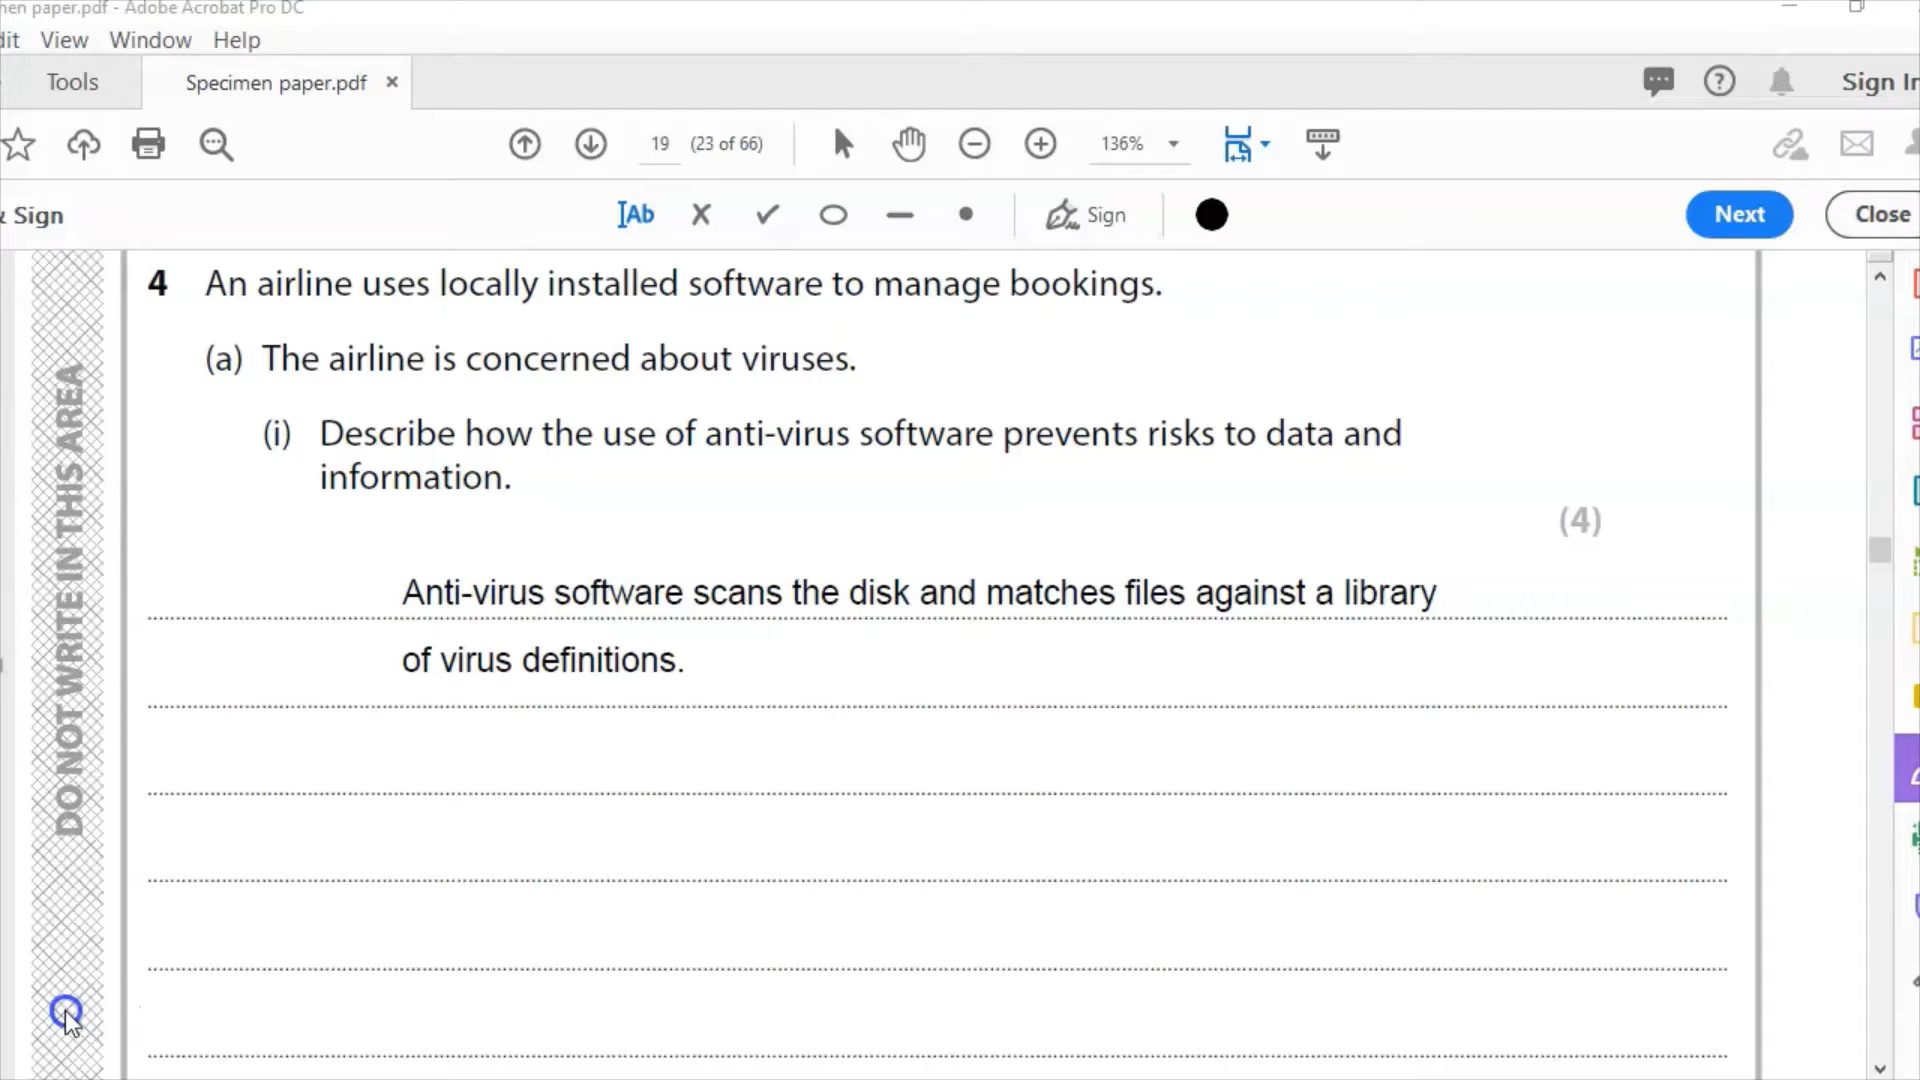 men paper.pdf - Adobe Acrobat Pro DC
dit View Window Help
Tools Specimen paper.pdf × Sign In
19 (23 of 66) 136%
& Sign Ab Sign Next Close
4 An airline uses locally installed software to manage bookings.
(a) The airline is concerned about viruses.
(i) Describe how the use of anti-virus software prevents risks to data and
information.
(4)
Anti-virus software scans the disk and matches files against a library
of virus definitions.
DO NOT WRITE IN THIS AREA